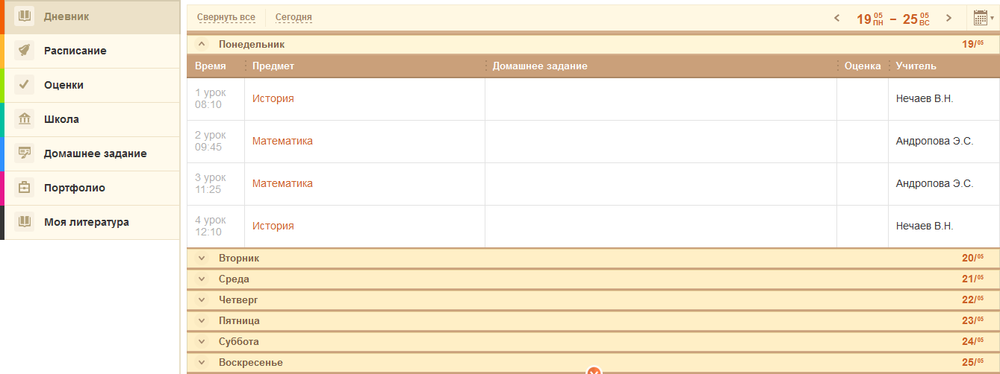 Дневник
Расписание
Оценки
Школа
Домашнее задание
Портфолио
Моя литература
Свернуть все Сегодня < 19 05 ПН – 25 05 ВС >
Понедельник 19/05
Время Предмет Домашнее задание Оценка Учитель
1 урок
08:10 История Нечаев В.Н.
2 урок
09:45 Математика Андропова Э.С.
3 урок
11:25 Математика Андропова Э.С.
4 урок
12:10 История Нечаев В.Н.
Вторник 20/05
Среда 21/05
Четверг 22/05
Пятница 23/05
Суббота 24/05
Воскресенье 25/05